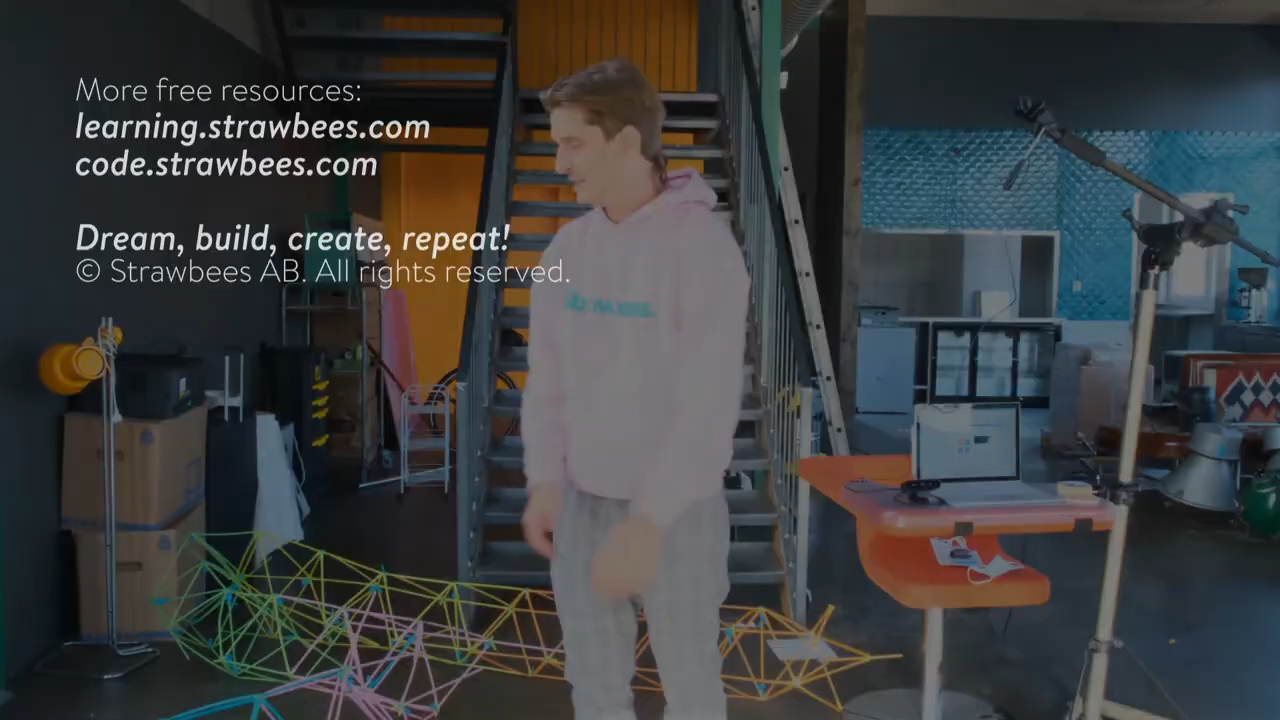 More free resources:
learning.strawbees.com
code.strawbees.com
Dream, build, create, repeat!
© Strawbees AB. All rights reserved.